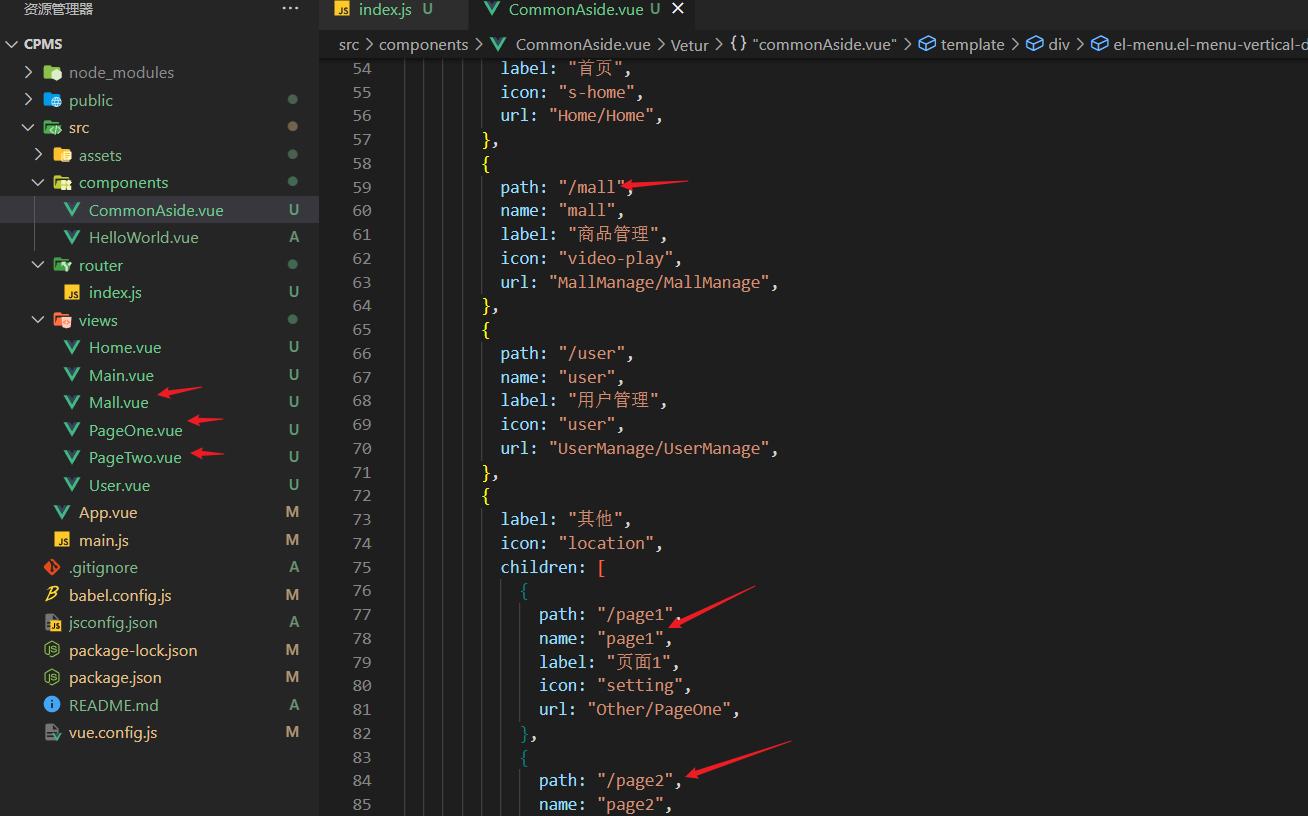 资源管理器 ···
CPMS
node_modules
public
src
assets
components
CommonAside.vue U
HelloWorld.vue A
router
index.js U
views
Home.vue U
Main.vue U
Mall.vue U
PageOne.vue U
PageTwo.vue U
User.vue U
App.vue M
main.js M
.gitignore A
babel.config.js M
jsconfig.json A
package-lock.json M
package.json M
README.md A
vue.config.js M
index.js U
CommonAside.vue U
src > components > CommonAside.vue > Vetur > {} "commonAside.vue" > template > div > el-menu.el-menu-vertical-d
54 label: "首页",
55 icon: "s-home",
56 url: "Home/Home",
57 },
58 {
59 path: "/mall",
60 name: "mall",
61 label: "商品管理",
62 icon: "video-play",
63 url: "MallManage/MallManage",
64 },
65 {
66 path: "/user",
67 name: "user",
68 label: "用户管理",
69 icon: "user",
70 url: "UserManage/UserManage",
71 },
72 {
73 label: "其他",
74 icon: "location",
75 children: [
76 {
77 path: "/page1",
78 name: "page1",
79 label: "页面1",
80 icon: "setting",
81 url: "Other/PageOne",
82 },
83 {
84 path: "/page2",
85 name: "page2",